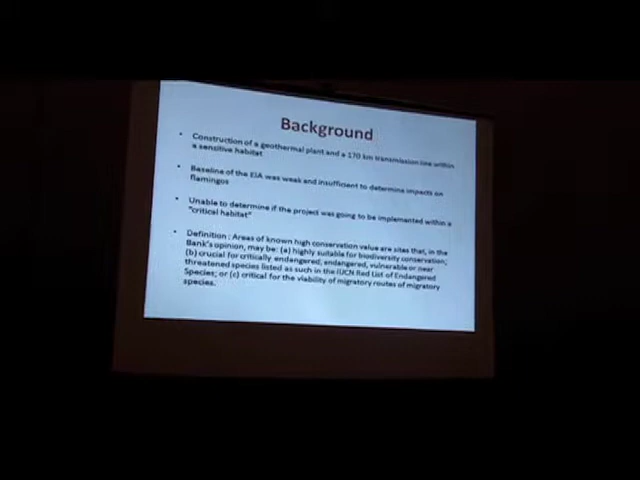 Background
• Construction of a geothermal plant and a 170 km transmission line within
a sensitive habitat
• Baseline of the EIA was weak and insufficient to determine impacts on
flamingos
• Unable to determine if the project was going to be implemented within a
"critical habitat"
• Definition : Areas of known high conservation value are sites that, in the
Bank's opinion, may be: (a) highly suitable for biodiversity conservation;
(b) crucial for critically endangered, endangered, vulnerable or near
threatened species listed as such in the IUCN Red List of Endangered
Species; or (c) critical for the viability of migratory routes of migratory
species.